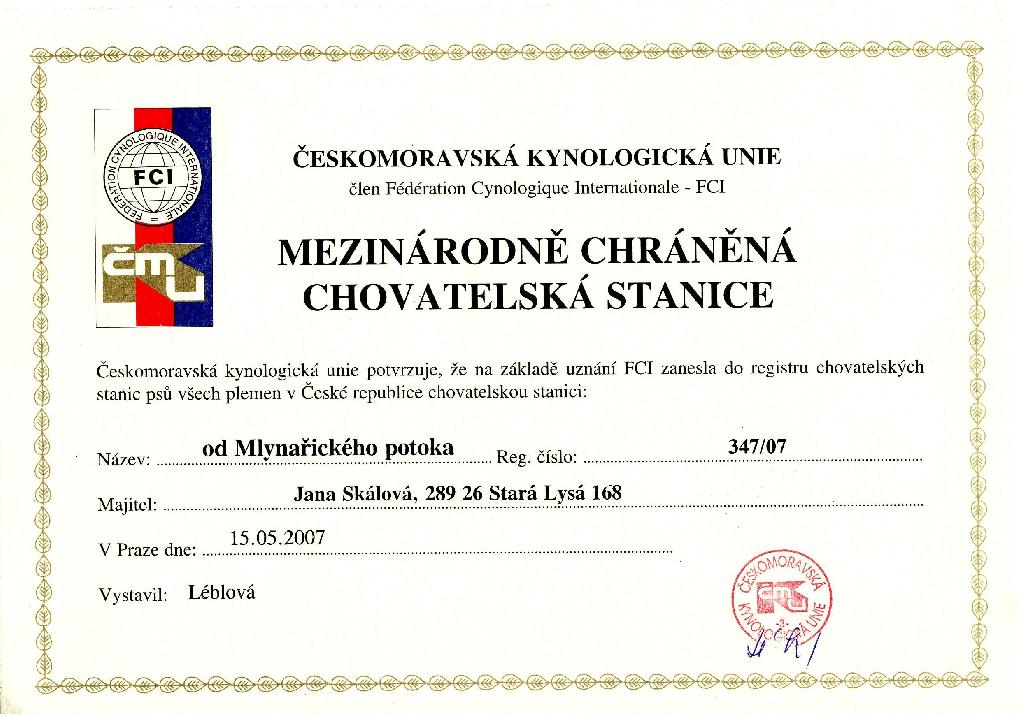 FEDERATION CYNOLOGIQUE INTERNATIONALE
FCI
čmku
ČESKOMORAVSKÁ KYNOLOGICKÁ UNIE
člen Fédération Cynologique Internationale - FCI
MEZINÁRODNĚ CHRÁNĚNÁ
CHOVATELSKÁ STANICE
Českomoravská kynologická unie potvrzuje, že na základě uznání FCI zanesla do registru chovatelských
stanic psů všech plemen v České republice chovatelskou stanici:
Název: od Mlynařického potoka Reg. číslo: 347/07
Majitel: Jana Skálová, 289 26 Stará Lysá 168
V Praze dne: 15.05.2007
Vystavil: Léblová
ČESKOMORAVSKÁ
KYNOLOGICKÁ UNIE
-3-